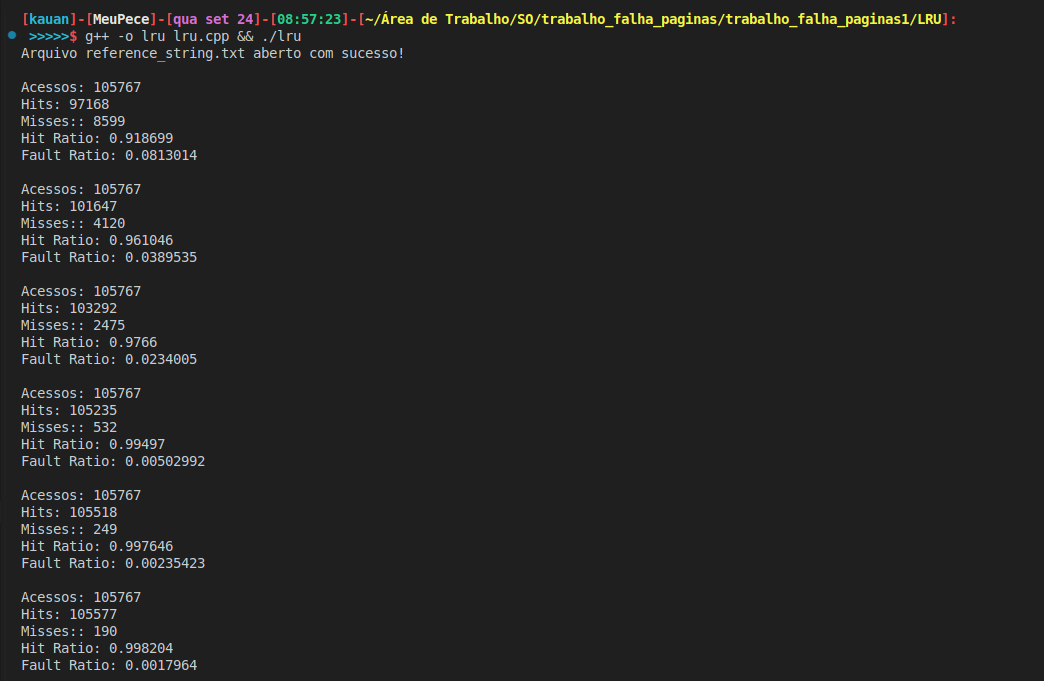 [kauan]-[MeuPece]-[qua set 24]-[08:57:23]-[~/Área de Trabalho/SO/trabalho_falha_paginas/trabalho_falha_paginas1/LRU]:
>>>>>$ g++ -o lru lru.cpp && ./lru
Arquivo reference_string.txt aberto com sucesso!

Acessos: 105767
Hits: 97168
Misses:: 8599
Hit Ratio: 0.918699
Fault Ratio: 0.0813014

Acessos: 105767
Hits: 101647
Misses:: 4120
Hit Ratio: 0.961046
Fault Ratio: 0.0389535

Acessos: 105767
Hits: 103292
Misses:: 2475
Hit Ratio: 0.9766
Fault Ratio: 0.0234005

Acessos: 105767
Hits: 105235
Misses:: 532
Hit Ratio: 0.99497
Fault Ratio: 0.00502992

Acessos: 105767
Hits: 105518
Misses:: 249
Hit Ratio: 0.997646
Fault Ratio: 0.00235423

Acessos: 105767
Hits: 105577
Misses:: 190
Hit Ratio: 0.998204
Fault Ratio: 0.0017964